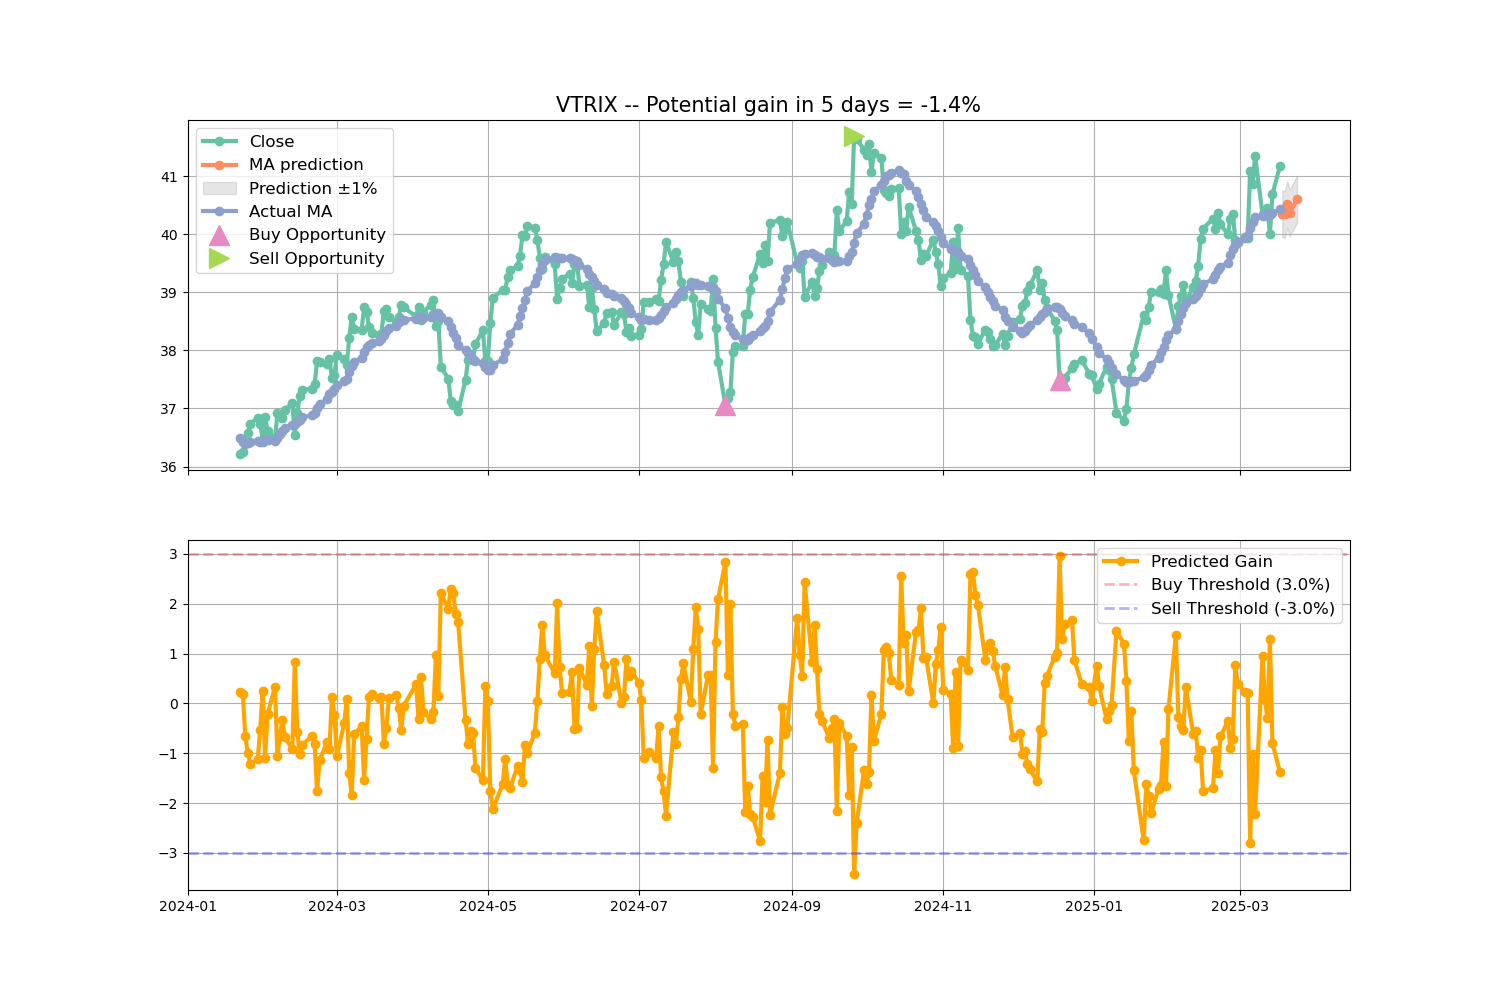 VTRIX -- Potential gain in 5 days = -1.4%
Close
MA prediction
Prediction ±1%
Actual MA
Buy Opportunity
Sell Opportunity
41
40
39
38
37
36
Predicted Gain
Buy Threshold (3.0%)
Sell Threshold (-3.0%)
3
2
1
0
−1
−2
−3
2024-01 2024-03 2024-05 2024-07 2024-09 2024-11 2025-01 2025-03